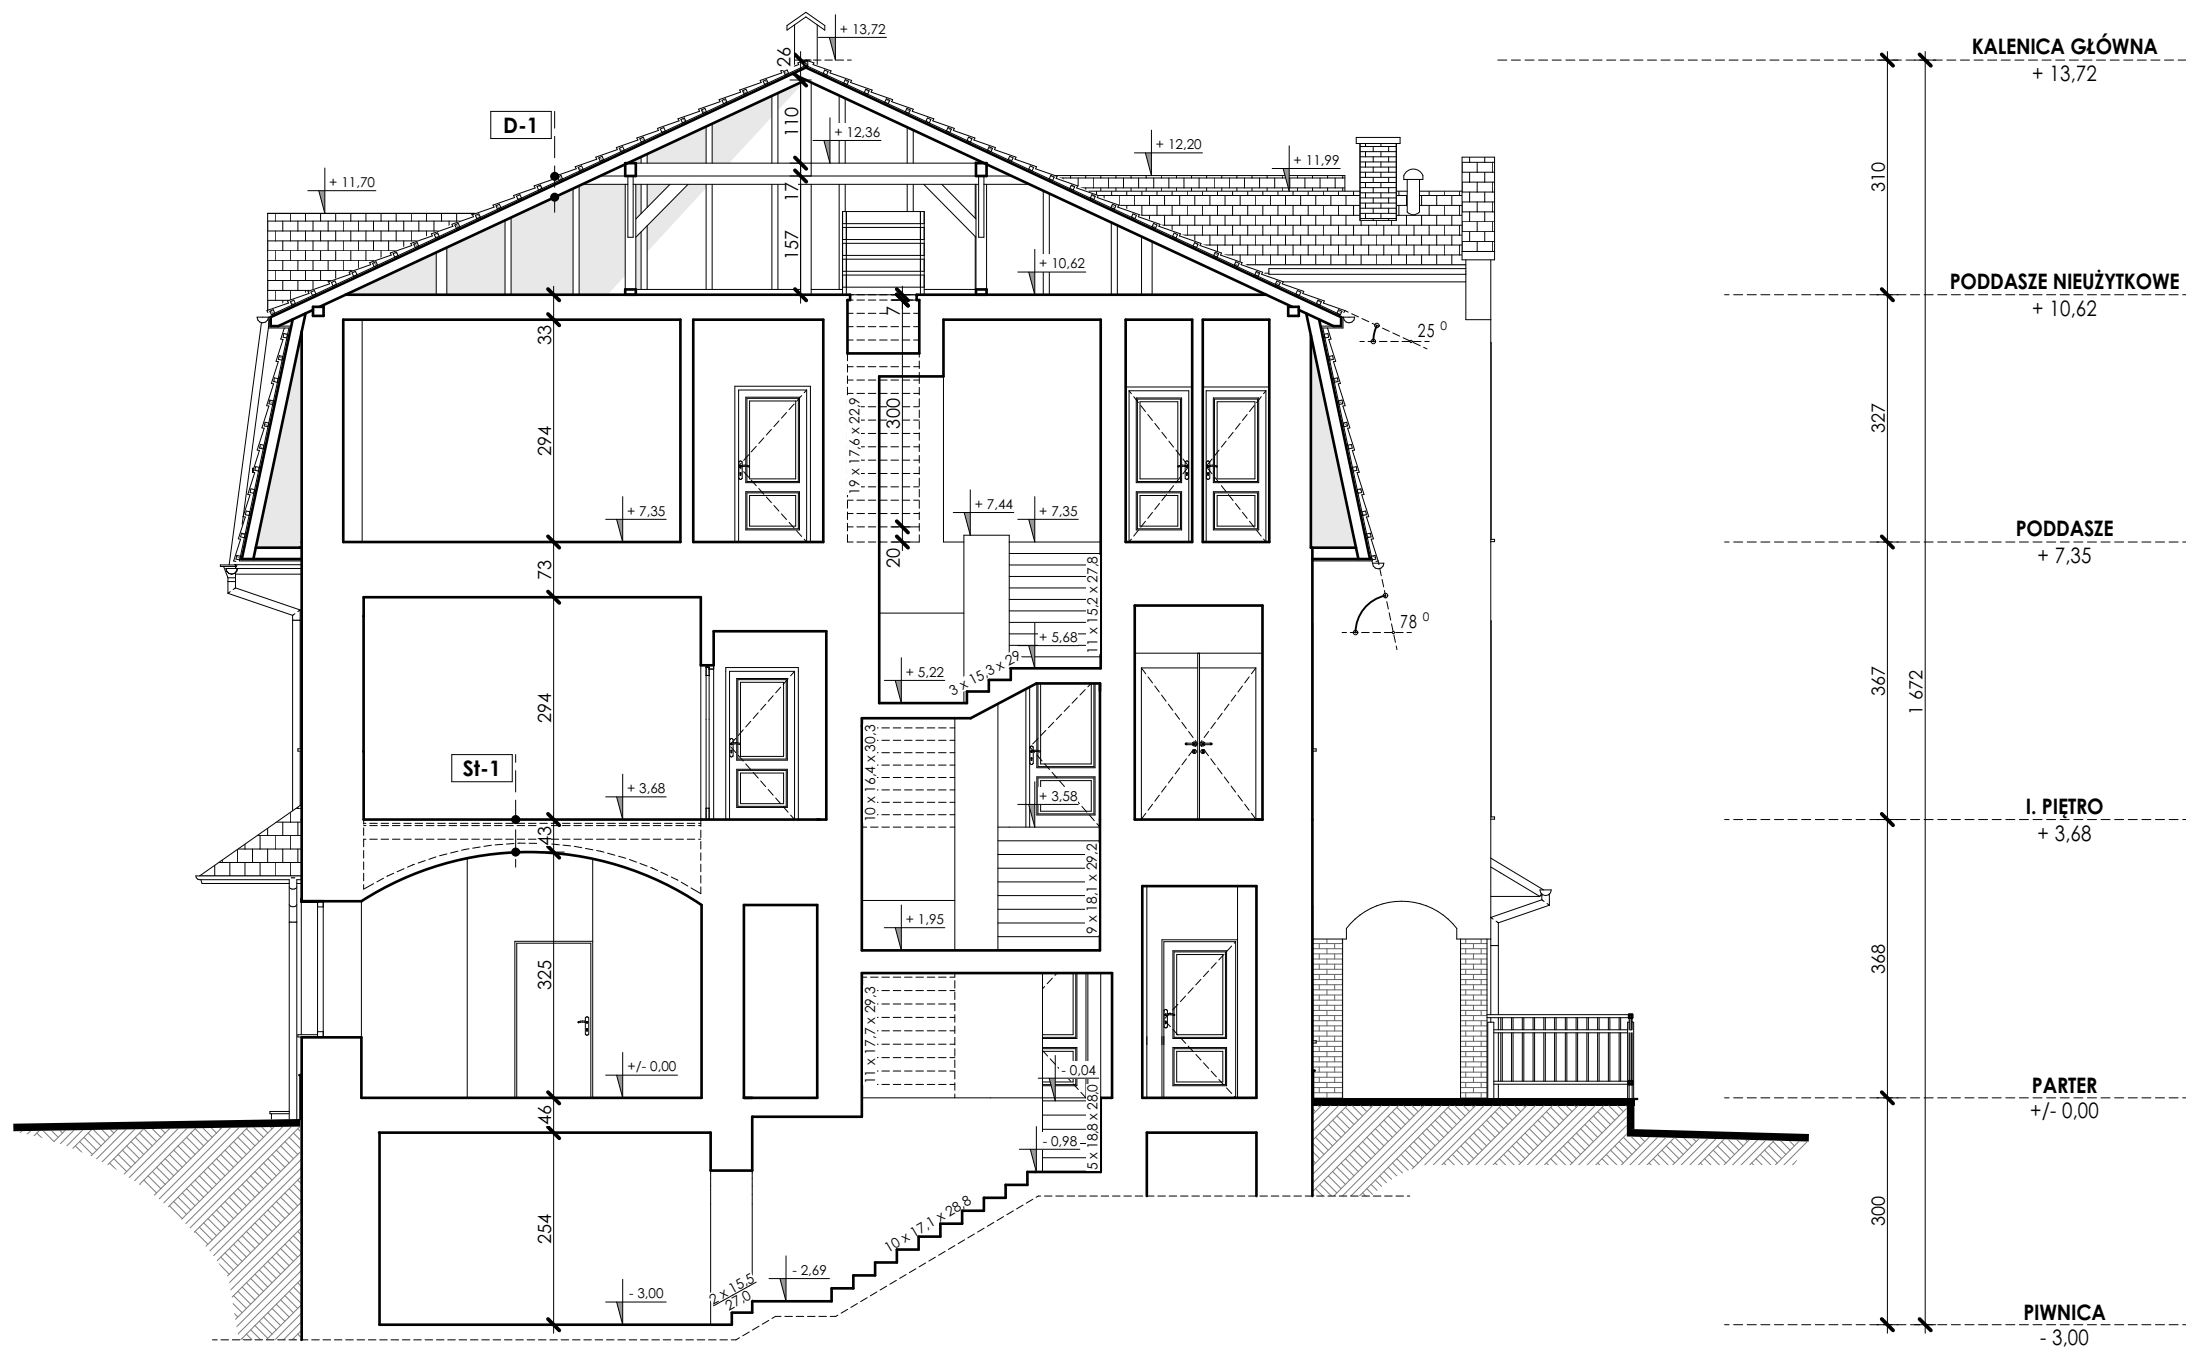 + 13,72
26
KALENICA GŁÓWNA
+ 13,72
D-1
110
+ 12,36
+ 12,20
+ 11,99
+ 11,70
17
310
157
+ 10,62
PODDASZE NIEUŻYTKOWE
+ 10,62
33
7
25 0
294
19 x 17,6 x 22,9
300
327
+ 7,35
+ 7,44
+ 7,35
PODDASZE
+ 7,35
73
20
11 x 15,2 x 27,8
78 0
+ 5,68
+ 5,22
3 x 15,3 x 29
294
367
1 672
10 x 16,4 x 30,3
St-1
+ 3,68
+ 3,58
I. PIĘTRO
+ 3,68
43
9 x 18,1 x 29,2
+ 1,95
325
368
11 x 17,7 x 29,3
+/- 0,00
- 0,04
PARTER
+/- 0,00
46
5 x 18,8 x 28,0
- 0,98
254
10 x 17,1 x 28,8
300
- 2,69
2 x 15,5
27,0
- 3,00
PIWNICA
- 3,00